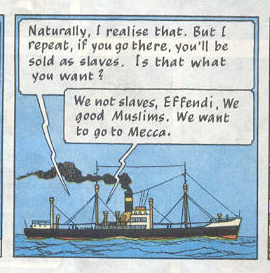 Naturally, I realise that. But I
repeat, if you go there, you'll be
sold as slaves. Is that what
you want?
We not slaves, Effendi, We
good Muslims. We want
to go to Mecca.